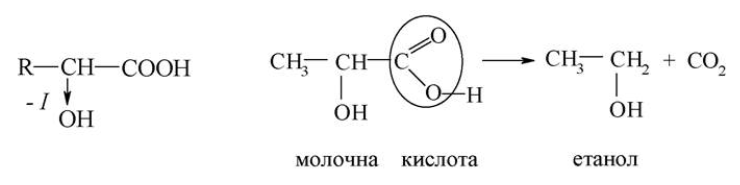 R—CH—COOH
- I
OH
CH₃—CH—C
O
O—H
OH
CH₃—CH₂ + CO₂
OH
молочна кислота
етанол